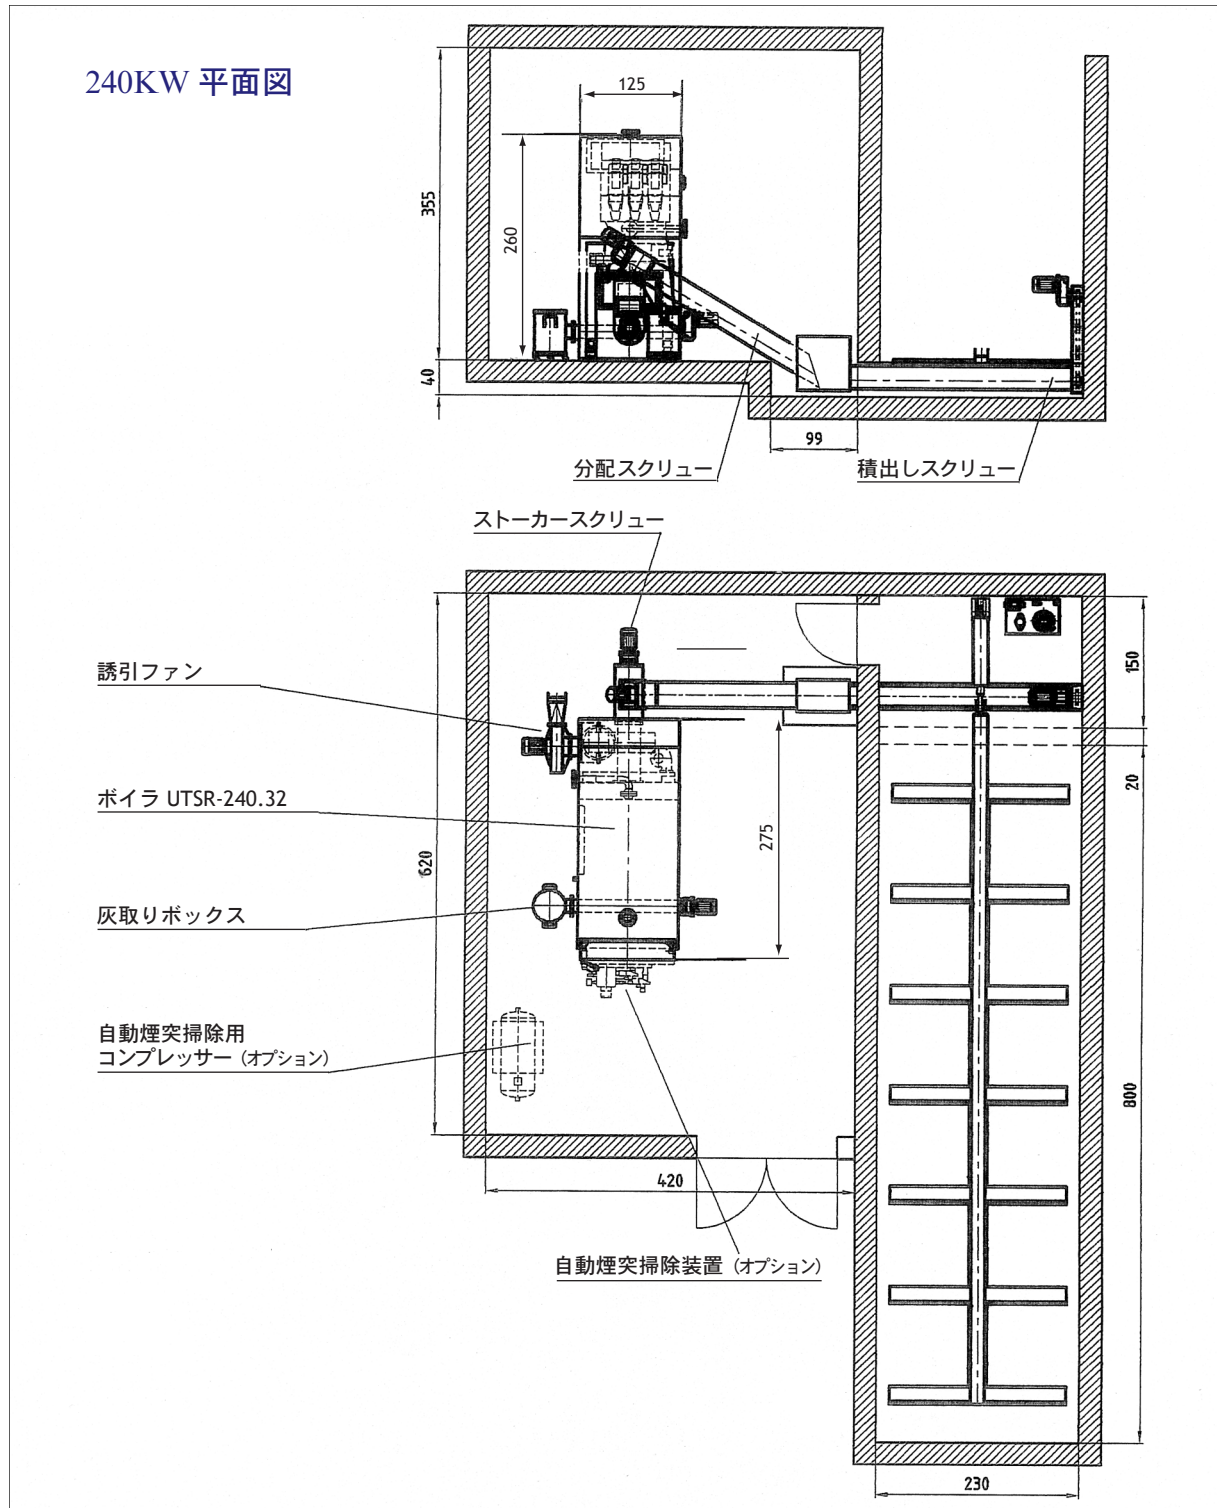 240KW 平面図
125
355
260
40
99
分配スクリュー
積出しスクリュー
ストーカースクリュー
誘引ファン
150
ボイラ UTSR-240.32
20
275
620
灰取りボックス
自動煙突掃除用
コンプレッサー (オプション)
800
420
自動煙突掃除装置 (オプション)
230